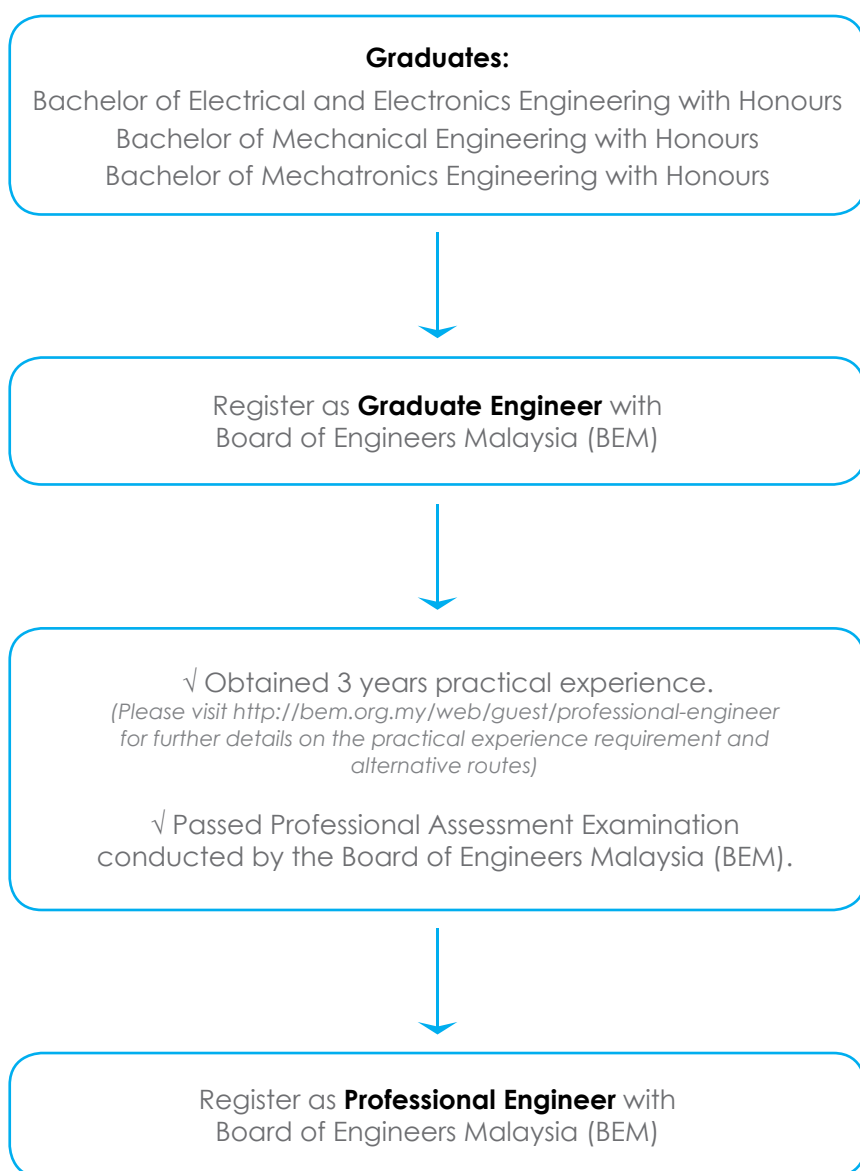 Graduates:
Bachelor of Electrical and Electronics Engineering with Honours
Bachelor of Mechanical Engineering with Honours
Bachelor of Mechatronics Engineering with Honours
Register as Graduate Engineer with
Board of Engineers Malaysia (BEM)
√ Obtained 3 years practical experience.
(Please visit http://bem.org.my/web/guest/professional-engineer
for further details on the practical experience requirement and
alternative routes)
√ Passed Professional Assessment Examination
conducted by the Board of Engineers Malaysia (BEM).
Register as Professional Engineer with
Board of Engineers Malaysia (BEM)